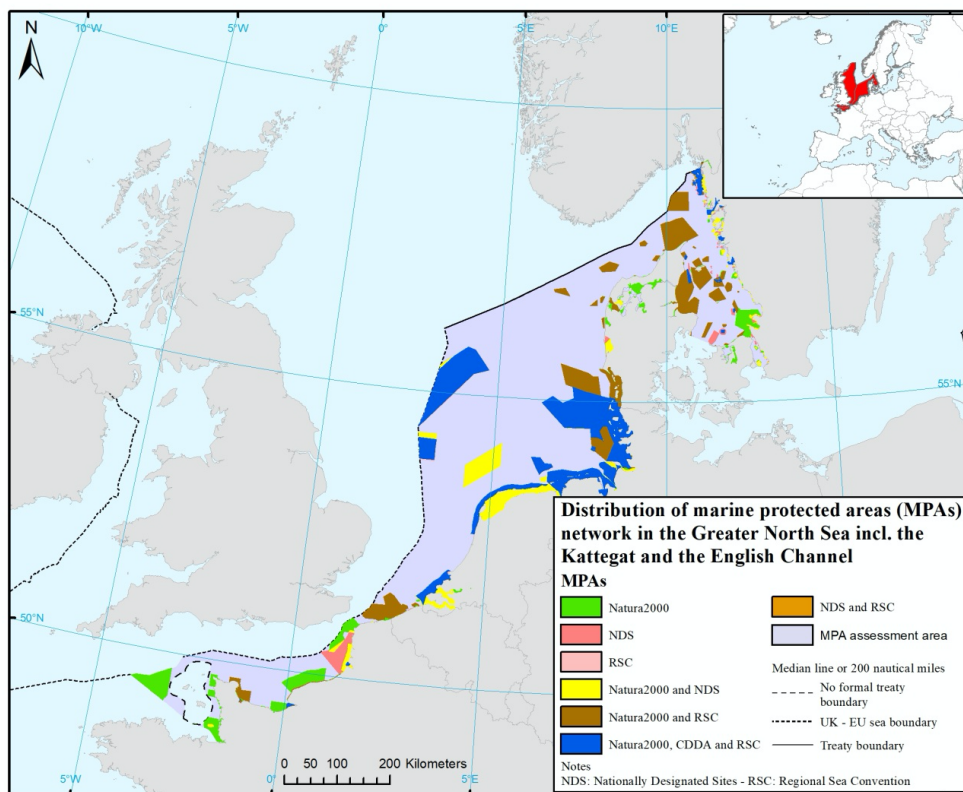 10°W
5°W
0°
5°E
10°E
N
55°N
55°N
50°N
5°W
0°
5°E
0 50 100 200 Kilometers
Distribution of marine protected areas (MPAs)
network in the Greater North Sea incl. the
Kattegat and the English Channel
MPAs
Natura2000
NDS
RSC
Natura2000 and NDS
Natura2000 and RSC
Natura2000, CDDA and RSC
NDS and RSC
MPA assessment area
Median line or 200 nautical miles
No formal treaty
boundary
UK - EU sea boundary
Treaty boundary
Notes
NDS: Nationally Designated Sites - RSC: Regional Sea Convention